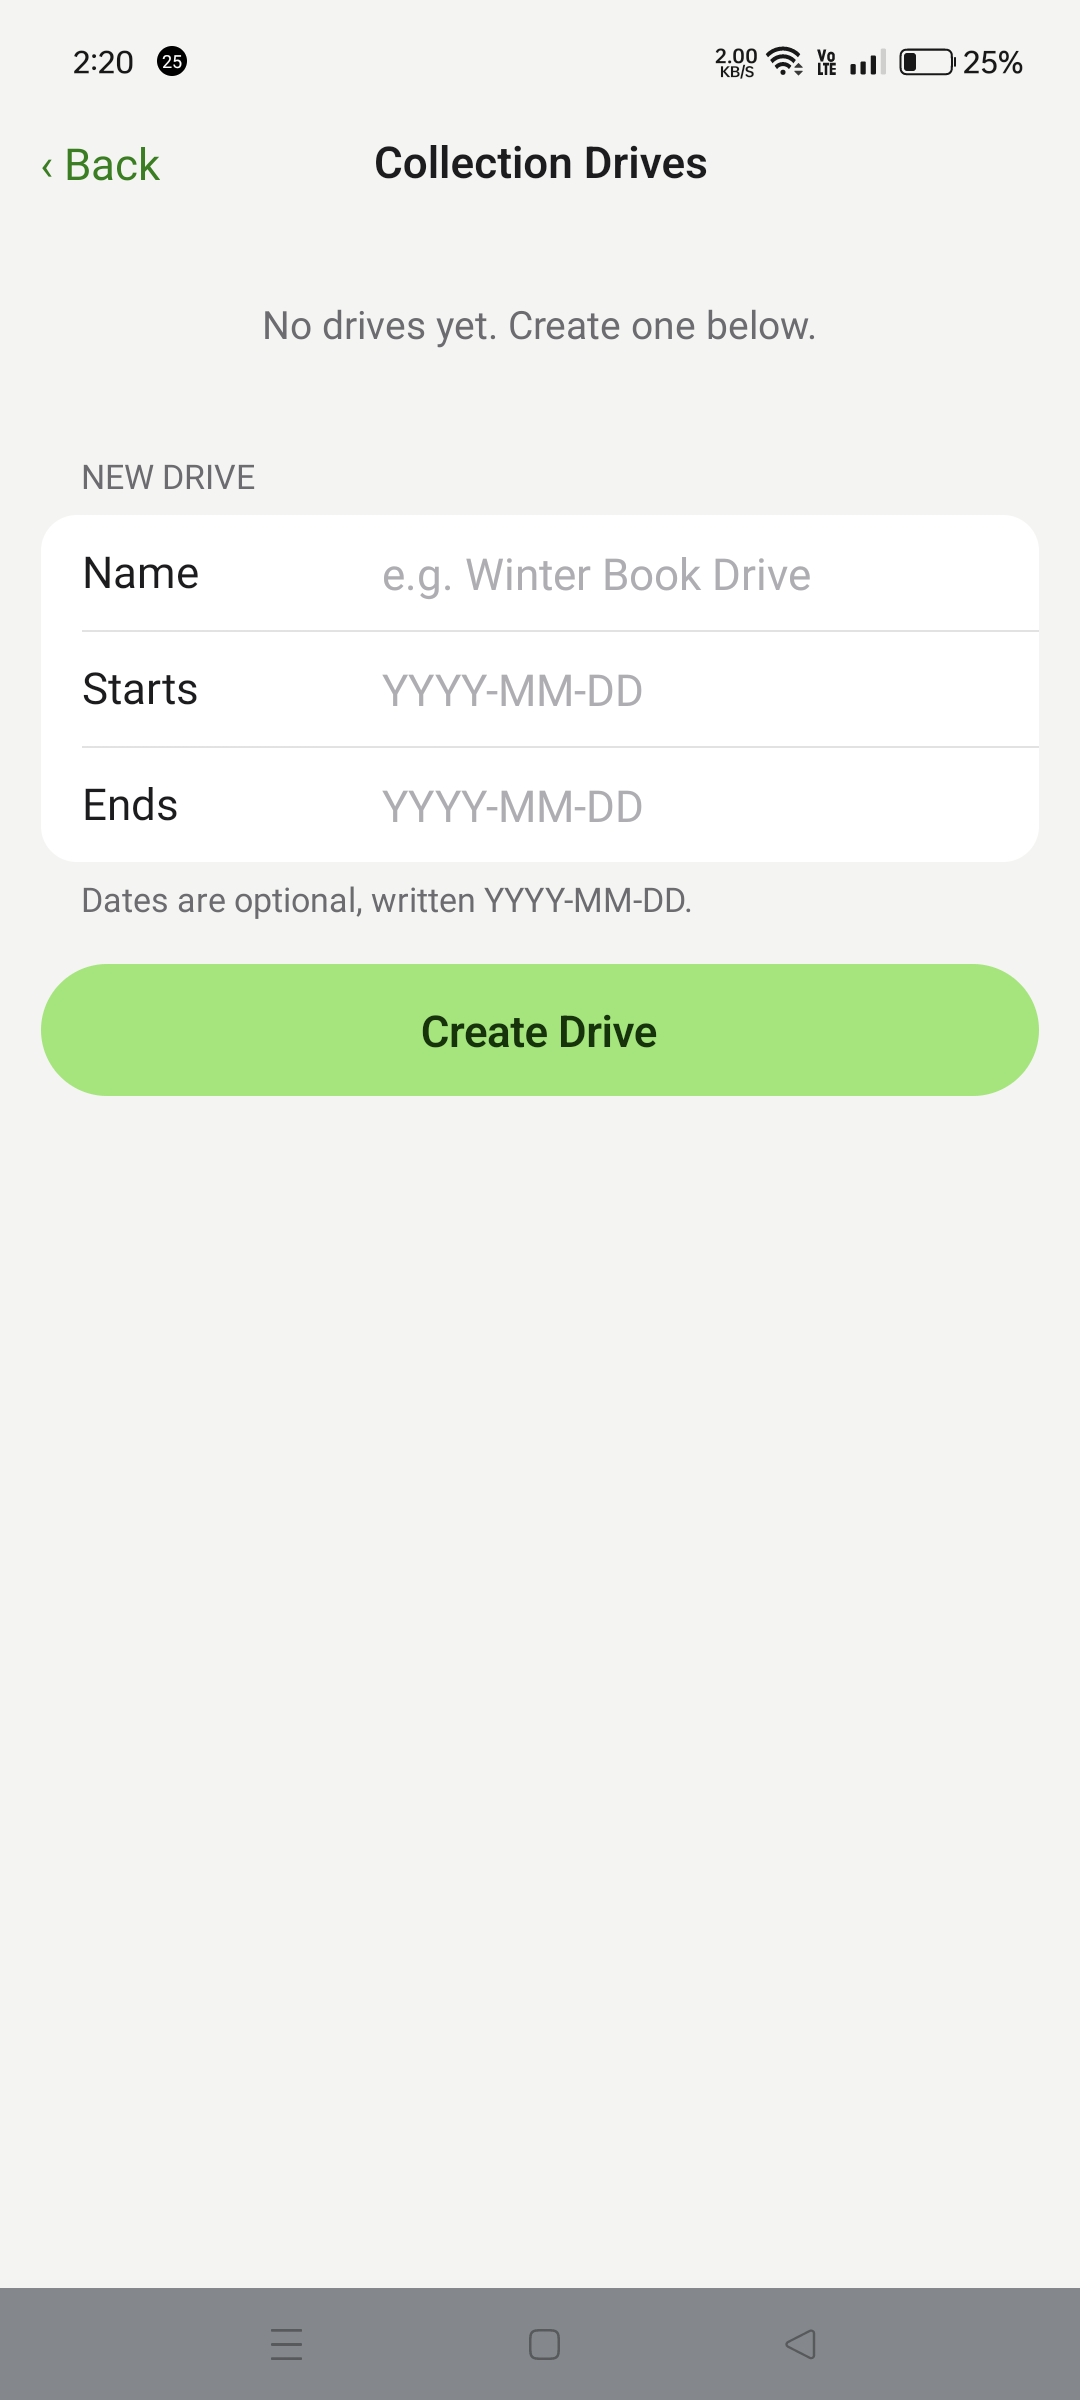 2:20 25 2.00 KB/S Vo LTE 25%
‹ Back Collection Drives
No drives yet. Create one below.
NEW DRIVE
Name e.g. Winter Book Drive
Starts YYYY-MM-DD
Ends YYYY-MM-DD
Dates are optional, written YYYY-MM-DD.
Create Drive